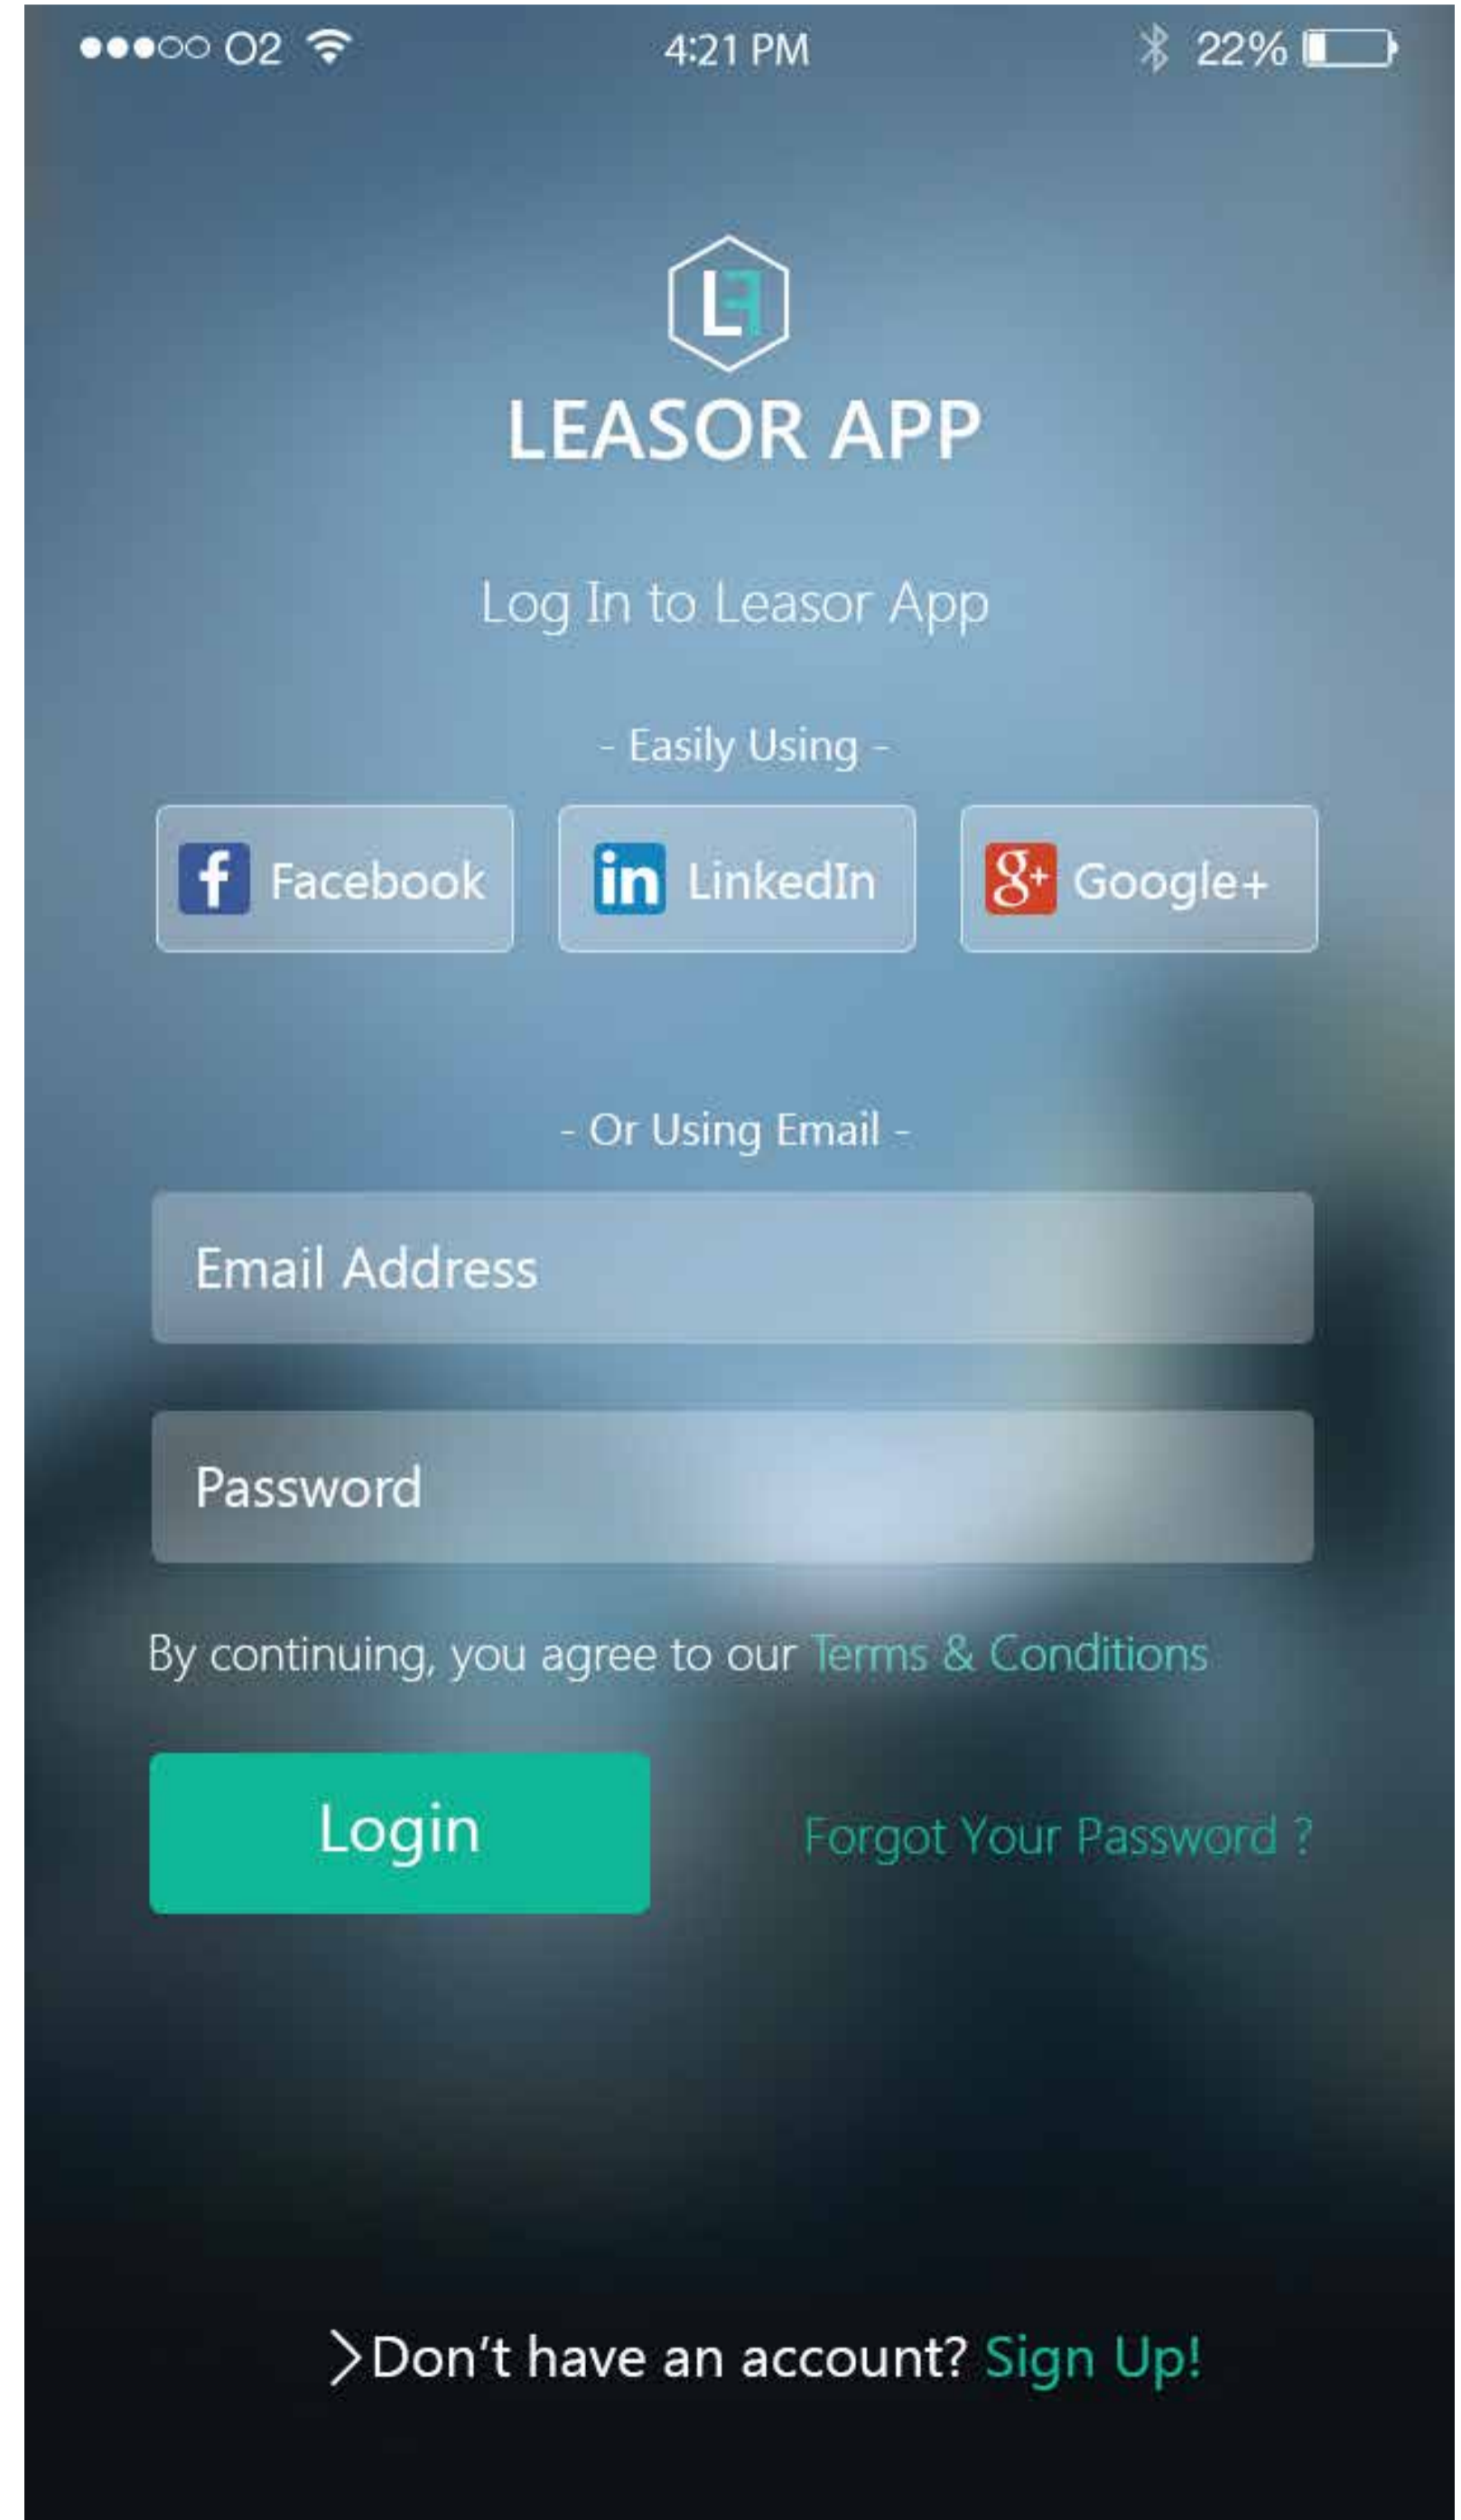 O2 4:21 PM 22%
LF
LEASOR APP
Log In to Leasor App
- Easily Using -
f Facebook in LinkedIn g+ Google+
- Or Using Email -
Email Address
Password
By continuing, you agree to our Terms & Conditions
Login Forgot Your Password ?
Don't have an account? Sign Up!